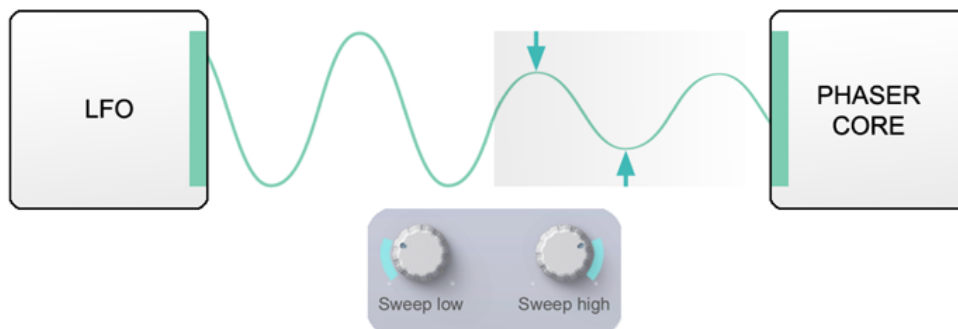 LFO
PHASER
CORE
Sweep low
Sweep high